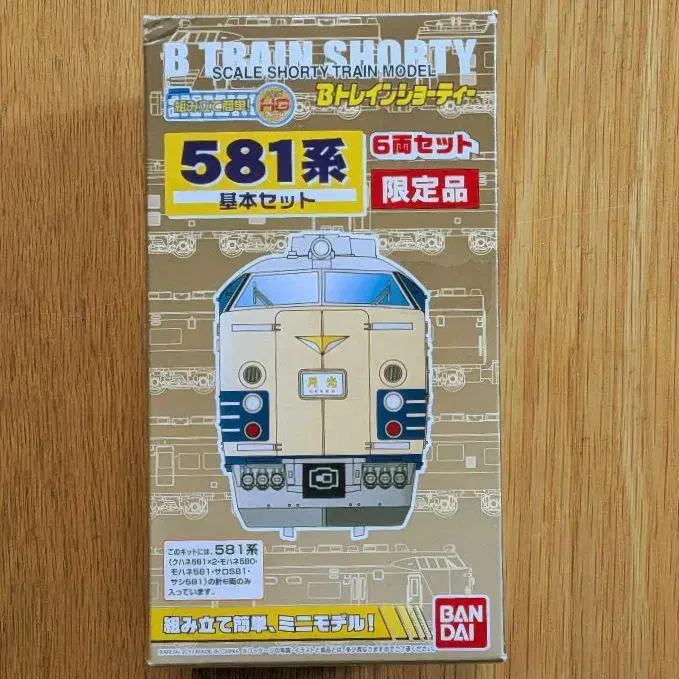 B TRAIN SHORTY
SCALE SHORTY TRAIN MODEL
組み立て簡単!
HG
Bトレインショーティー
581系
基本セット
6両セット
限定品
月光
GEKKO
このキットには、581系
(クハネ581×2・モハネ580・
モハネ581・サロ581・
サシ581)の計6両のみ
入っています。
組み立て簡単、ミニモデル!
BAN
DAI
MADE IN CHINA